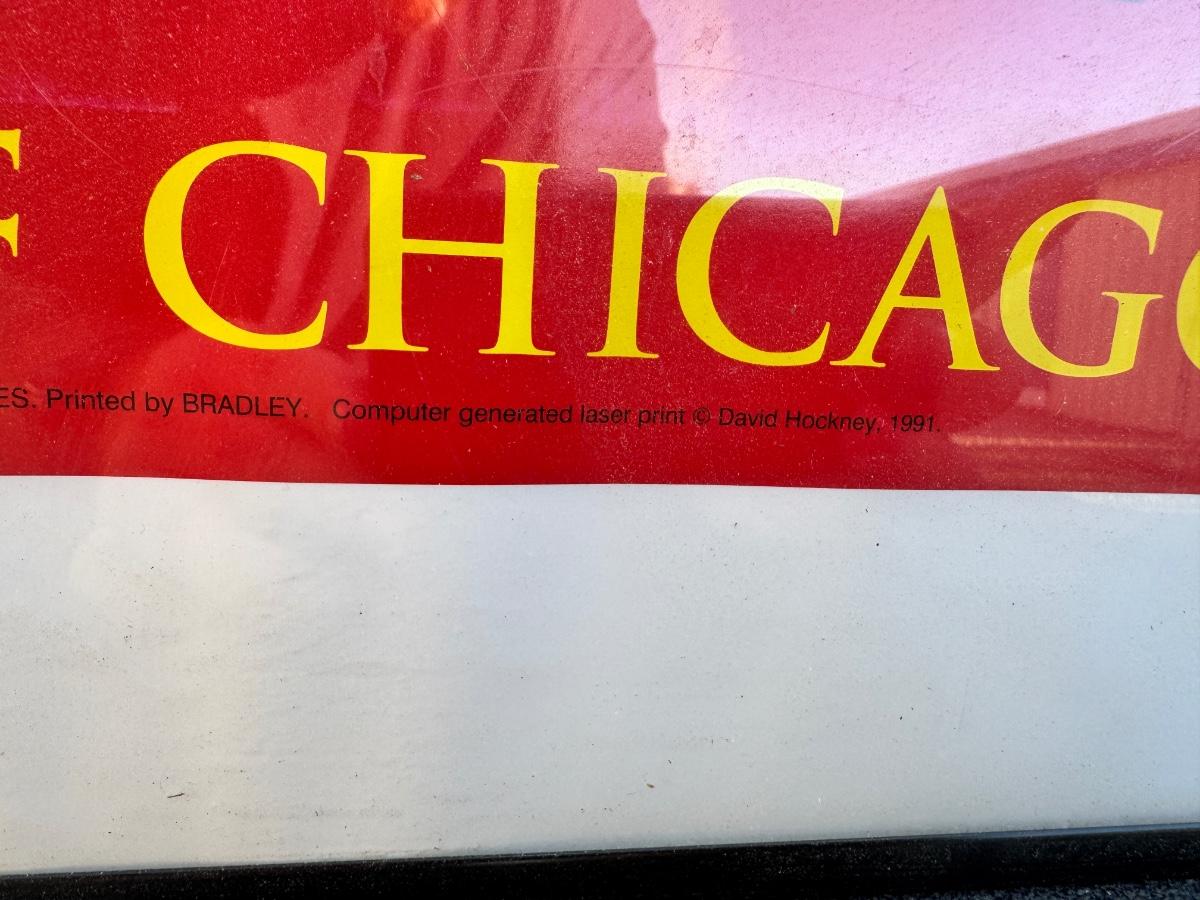 F CHICAGO
ES. Printed by BRADLEY. Computer generated laser print © David Hockney, 1991.